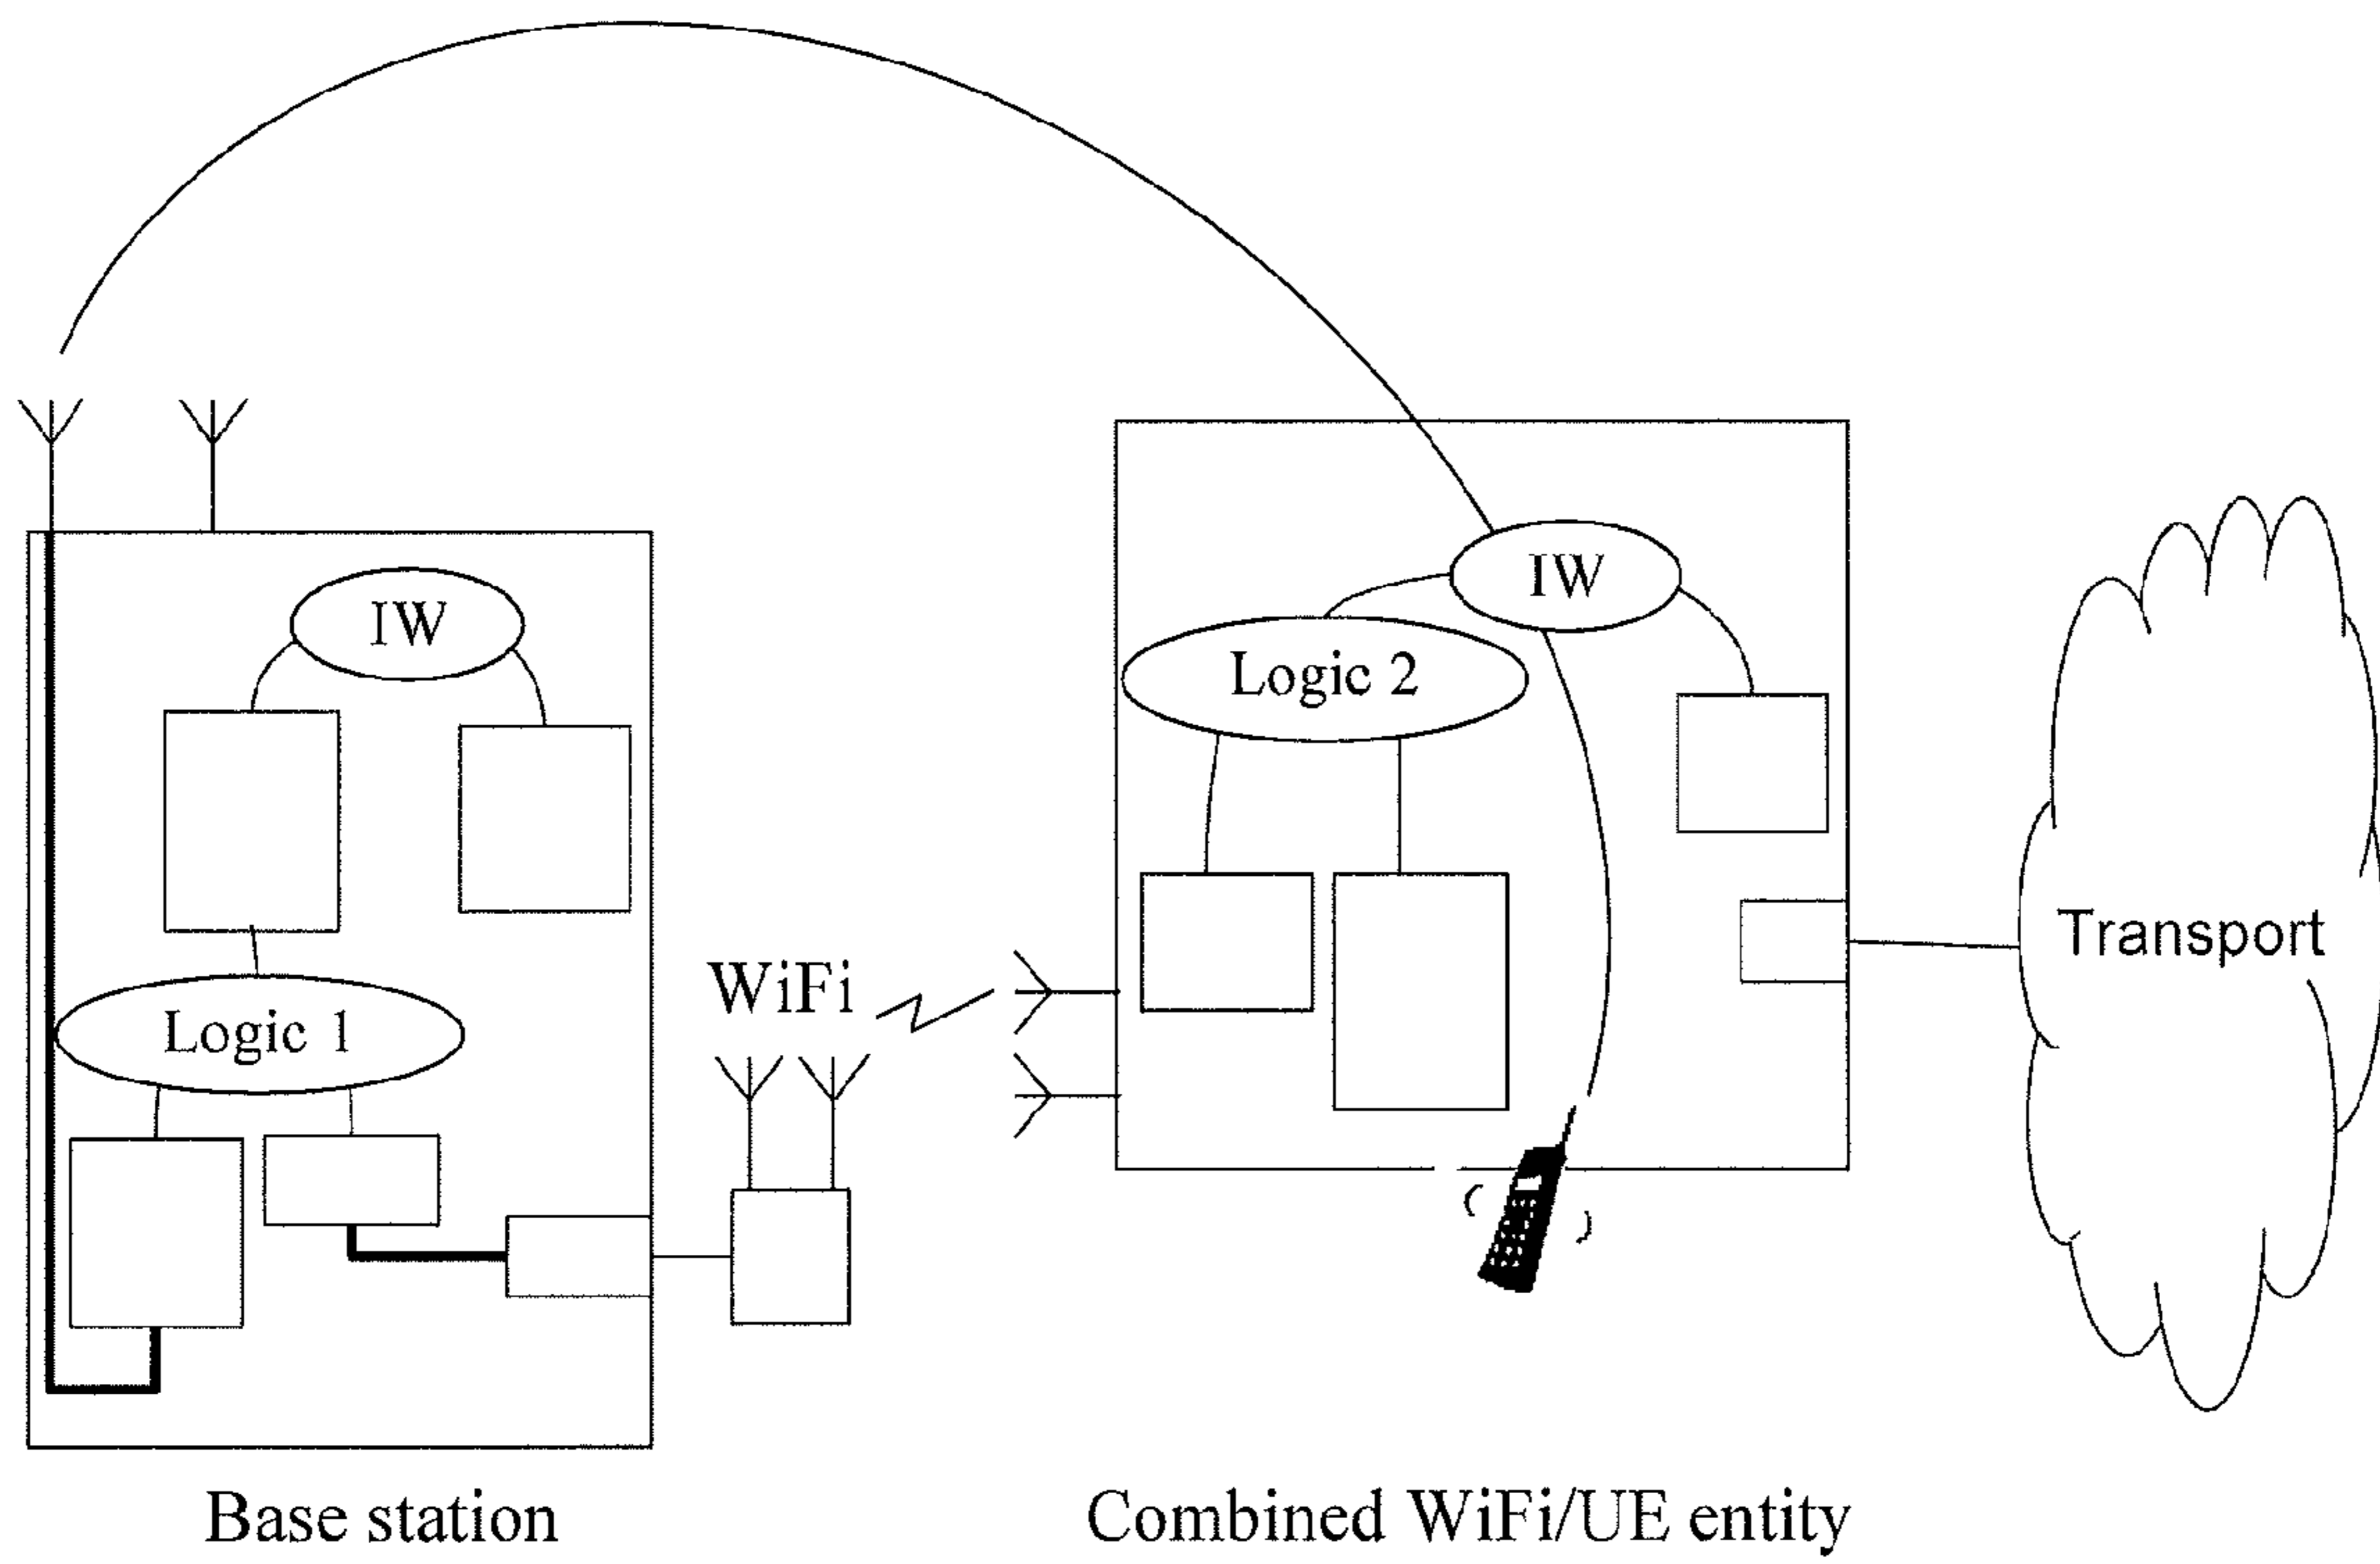 IW
IW
Logic 2
Transport
WiFi
Logic 1
Base station
Combined WiFi/UE entity